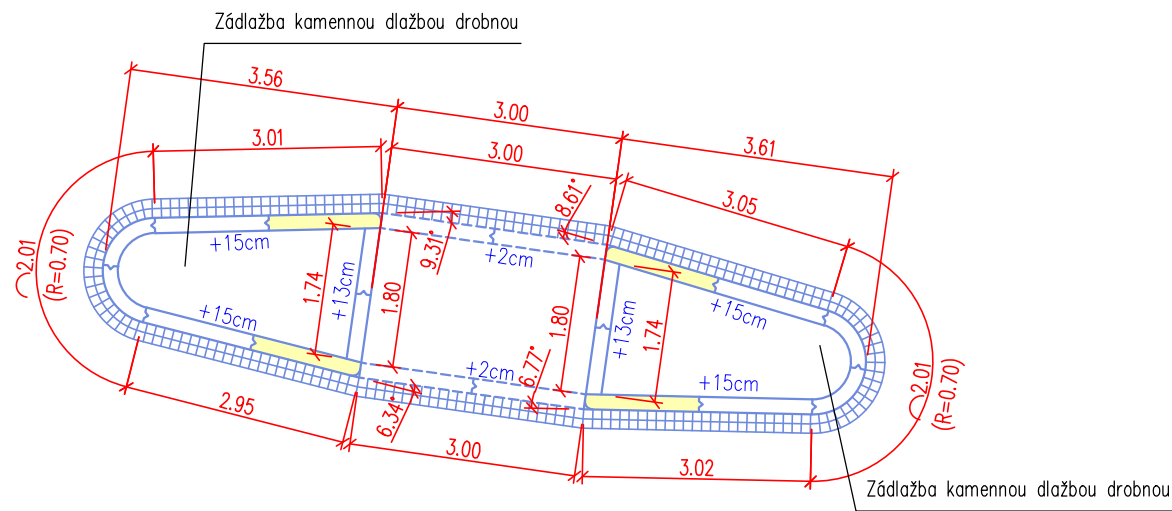 Zádlažba kamennou dlažbou drobnou
3.56
3.00
3.61
3.01
3.00
3.05
8.61°
9.31°
+15cm
+2cm
+15cm
2.01
(R=0.70)
1.74
+13cm
1.80
1.80
+13cm
1.74
+15cm
+2cm
6.77°
+15cm
2.01
(R=0.70)
6.34°
2.95
3.00
3.02
Zádlažba kamennou dlažbou drobnou